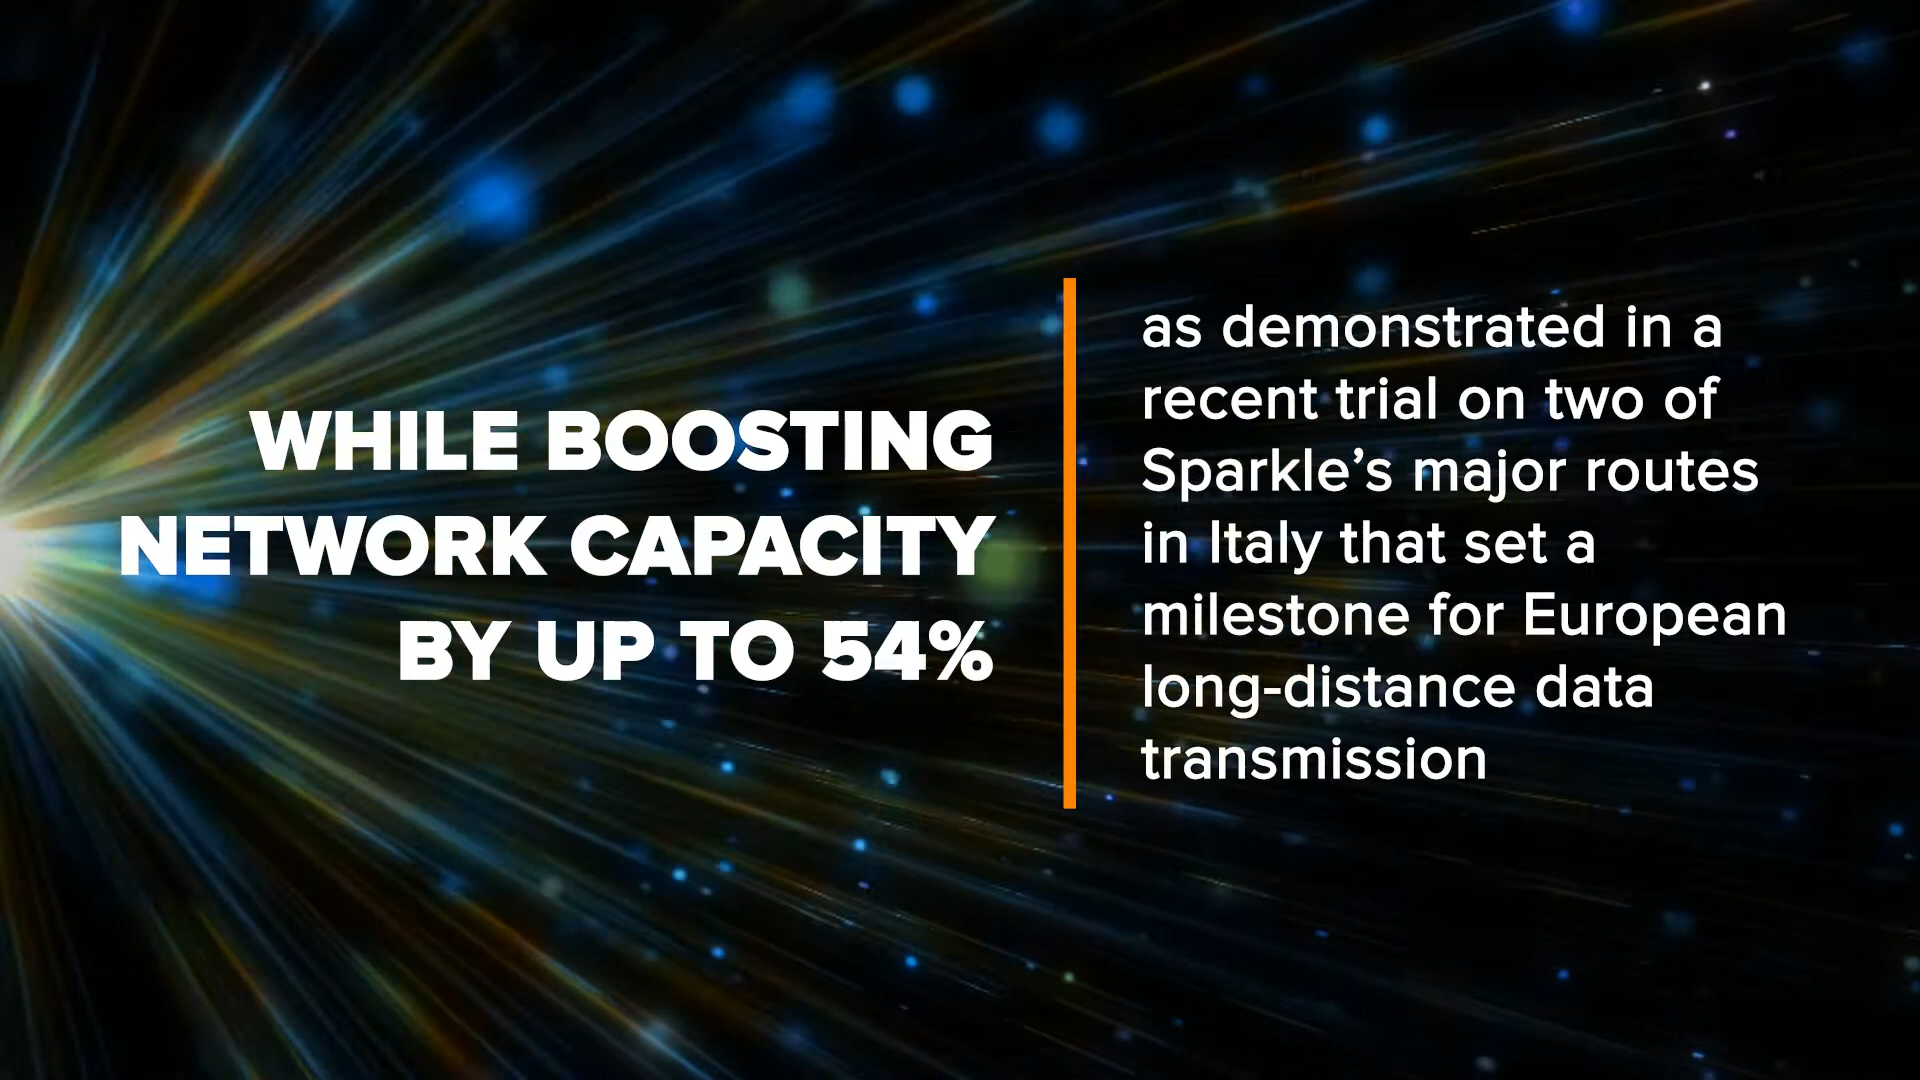 WHILE BOOSTING
NETWORK CAPACITY
BY UP TO 54%
as demonstrated in a
recent trial on two of
Sparkle’s major routes
in Italy that set a
milestone for European
long-distance data
transmission